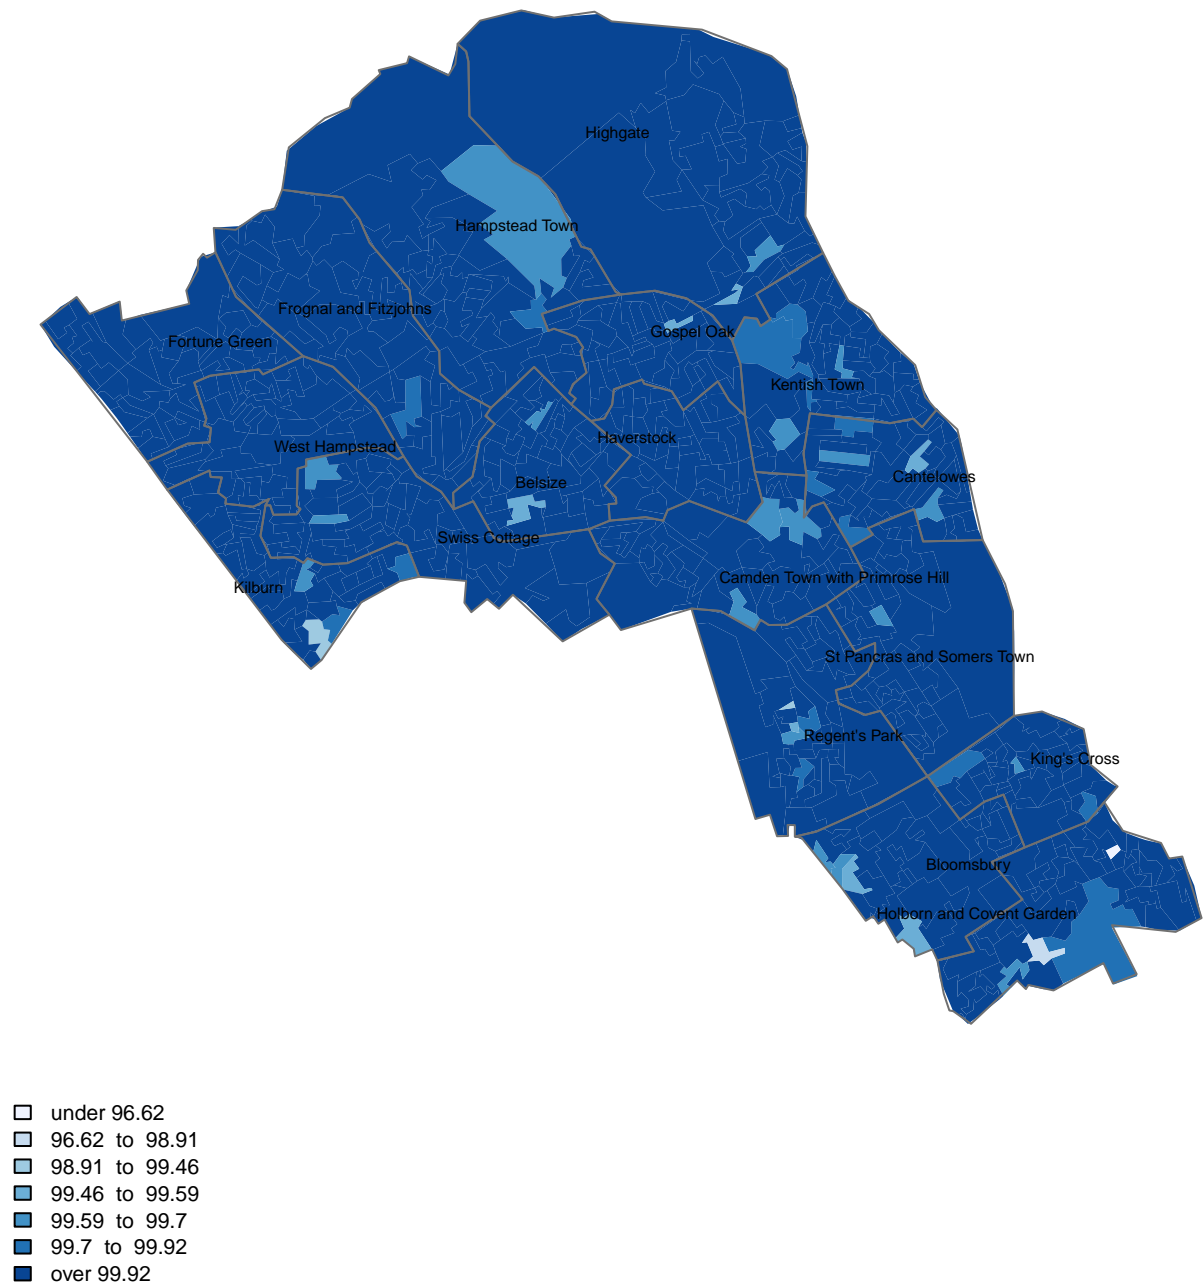 Highgate
Hampstead Town
Frognal and Fitzjohns
Gospel Oak
Fortune Green
Kentish Town
Haverstock
West Hampstead
Cantelowes
Belsize
Swiss Cottage
Camden Town with Primrose Hill
Kilburn
St Pancras and Somers Town
Regent's Park
King's Cross
Bloomsbury
Holborn and Covent Garden
under 96.62
96.62 to 98.91
98.91 to 99.46
99.46 to 99.59
99.59 to 99.7
99.7 to 99.92
over 99.92